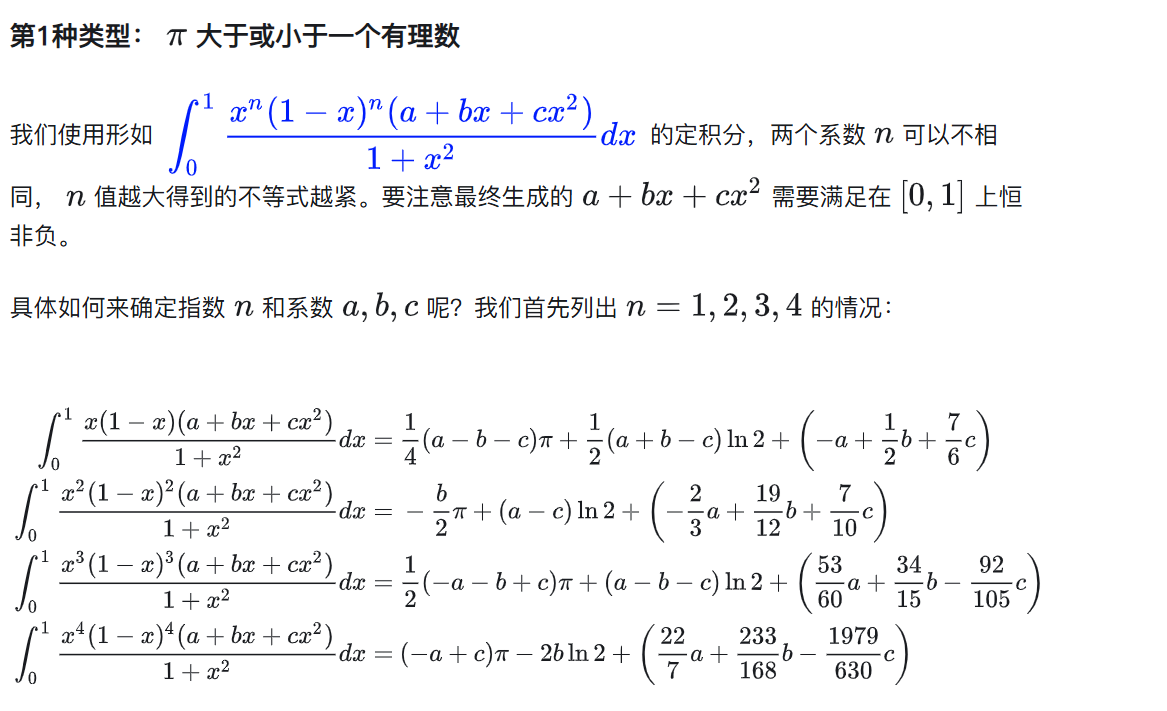 第1种类型： π 大于或小于一个有理数
我们使用形如 $\int_0^1 \frac{x^n(1-x)^n(a+bx+cx^2)}{1+x^2}dx$ 的定积分，两个系数 $n$ 可以不相
同， $n$ 值越大得到的不等式越紧。要注意最终生成的 $a+bx+cx^2$ 需要满足在 $[0,1]$ 上恒
非负。
具体如何来确定指数 $n$ 和系数 $a,b,c$ 呢？我们首先列出 $n=1,2,3,4$ 的情况：
$\int_0^1 \frac{x(1-x)(a+bx+cx^2)}{1+x^2}dx = \frac{1}{4}(a-b-c)\pi + \frac{1}{2}(a+b-c)\ln 2 + \left(-a+\frac{1}{2}b+\frac{7}{6}c\right)$
$\int_0^1 \frac{x^2(1-x)^2(a+bx+cx^2)}{1+x^2}dx = -\frac{b}{2}\pi + (a-c)\ln 2 + \left(-\frac{2}{3}a+\frac{19}{12}b+\frac{7}{10}c\right)$
$\int_0^1 \frac{x^3(1-x)^3(a+bx+cx^2)}{1+x^2}dx = \frac{1}{2}(-a-b+c)\pi + (a-b-c)\ln 2 + \left(\frac{53}{60}a+\frac{34}{15}b-\frac{92}{105}c\right)$
$\int_0^1 \frac{x^4(1-x)^4(a+bx+cx^2)}{1+x^2}dx = (-a+c)\pi - 2b\ln 2 + \left(\frac{22}{7}a+\frac{233}{168}b-\frac{1979}{630}c\right)$